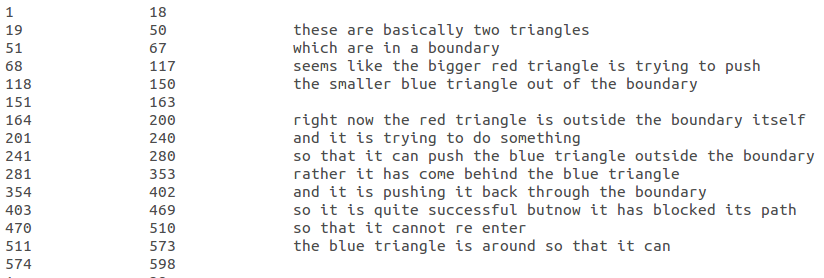 1 18
19 50 these are basically two triangles
51 67 which are in a boundary
68 117 seems like the bigger red triangle is trying to push
118 150 the smaller blue triangle out of the boundary
151 163
164 200 right now the red triangle is outside the boundary itself
201 240 and it is trying to do something
241 280 so that it can push the blue triangle outside the boundary
281 353 rather it has come behind the blue triangle
354 402 and it is pushing it back through the boundary
403 469 so it is quite successful butnow it has blocked its path
470 510 so that it cannot re enter
511 573 the blue triangle is around so that it can
574 598